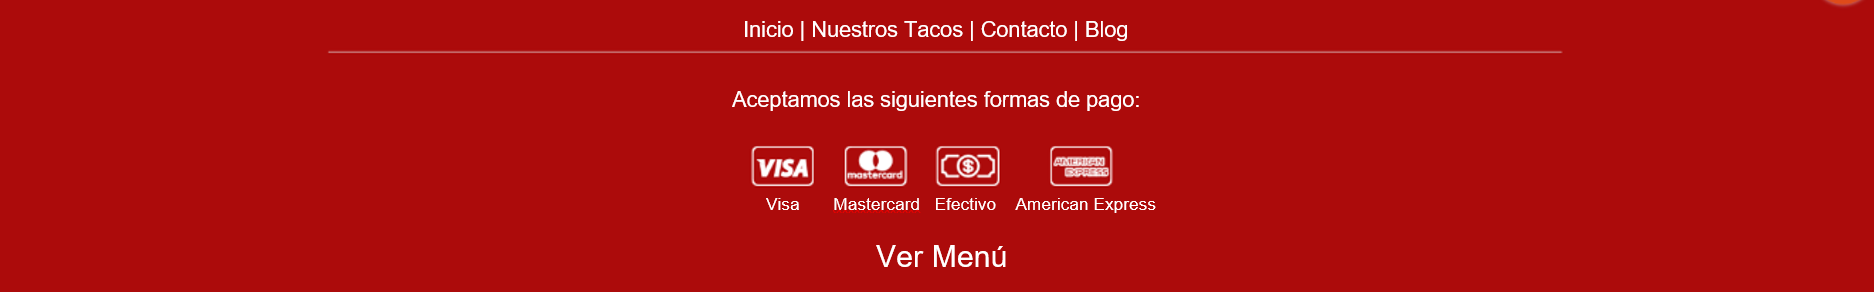 Inicio | Nuestros Tacos | Contacto | Blog
Aceptamos las siguientes formas de pago:
VISA mastercard $ AMERICAN EXPRESS
Visa Mastercard Efectivo American Express
Ver Menú